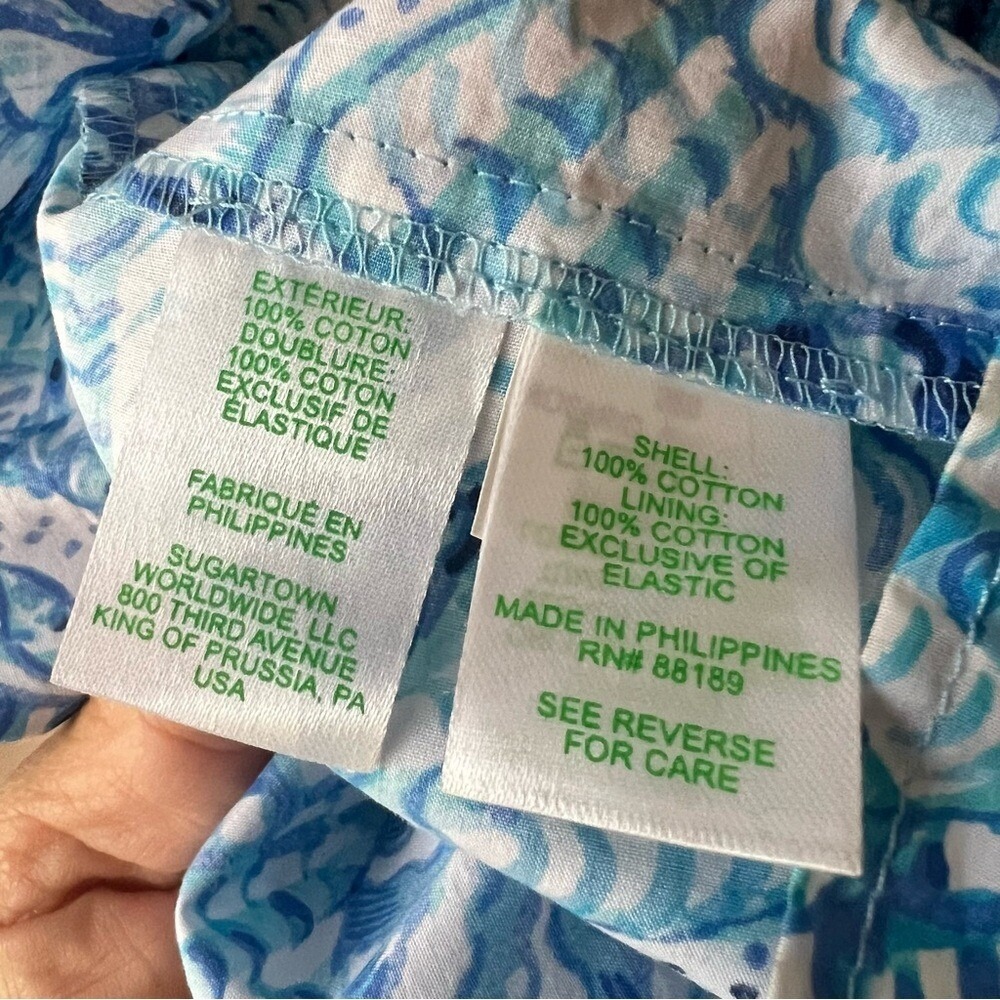 EXTÉRIEUR:
100% COTON
DOUBLURE:
100% COTON
EXCLUSIF DE
ÉLASTIQUE
FABRIQUÉ EN
PHILIPPINES
SUGARTOWN
WORLDWIDE, LLC
800 THIRD AVENUE
KING OF PRUSSIA, PA
USA
SHELL:
100% COTTON
LINING:
100% COTTON
EXCLUSIVE OF
ELASTIC
MADE IN PHILIPPINES
RN# 88189
SEE REVERSE
FOR CARE